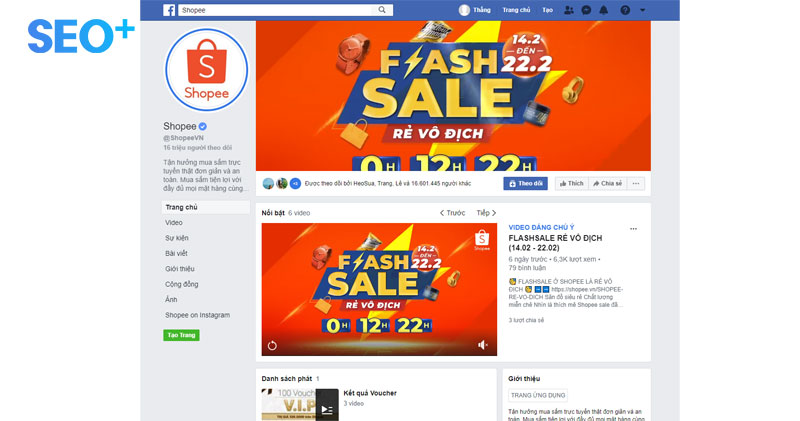 SEO+
Shopee
Thắng
Trang chủ
Tạo
S
Shopee
Shopee
@ShopeeVN
16 triệu người theo dõi
Tận hưởng mua sắm trực
tuyến thật đơn giản và an
toàn. Mua sắm tiện lợi với
đầy đủ mọi mặt hàng cùng...
Trang chủ
Video
Sự kiện
Bài viết
Giới thiệu
Cộng đồng
Ảnh
Shopee on Instagram
Tạo Trang
14.2
ĐẾN
22.2
FLASH
SALE
RẺ VÔ ĐỊCH
0H 12H 22H
Được theo dõi bởi HeoSua, Trang, Lê và 16.601.445 người khác
Theo dõi
Thích
Chia sẻ
...
Nổi bật 6 video
Trước
Tiếp
Shopee
14.2
ĐẾN
22.2
FLASH
SALE
RẺ VÔ ĐỊCH
0H 12H 22H
VIDEO ĐÁNG CHÚ Ý
...
FLASHSALE RẺ VÔ ĐỊCH
(14.02 - 22.02)
6 ngày trước • 6,3K lượt xem •
79 bình luận
FLASHSALE Ở SHOPEE LÀ RẺ VÔ
ĐỊCH https://shopee.vn/SHOPEE-
RE-VO-DICH Săn đồ siêu rẻ Chất lượng
miễn chê Nhìn là thích mê Shopee sale đã...
3 lượt chia sẻ
Danh sách phát 1
100 Voucher
V.I.P
Kết quả Voucher
3 video
Giới thiệu
TRANG ỨNG DỤNG
Tận hưởng mua sắm trực tuyến thật đơn giản và an
toàn. Mua sắm tiện lợi với đầy đủ mọi mặt hàng cùng